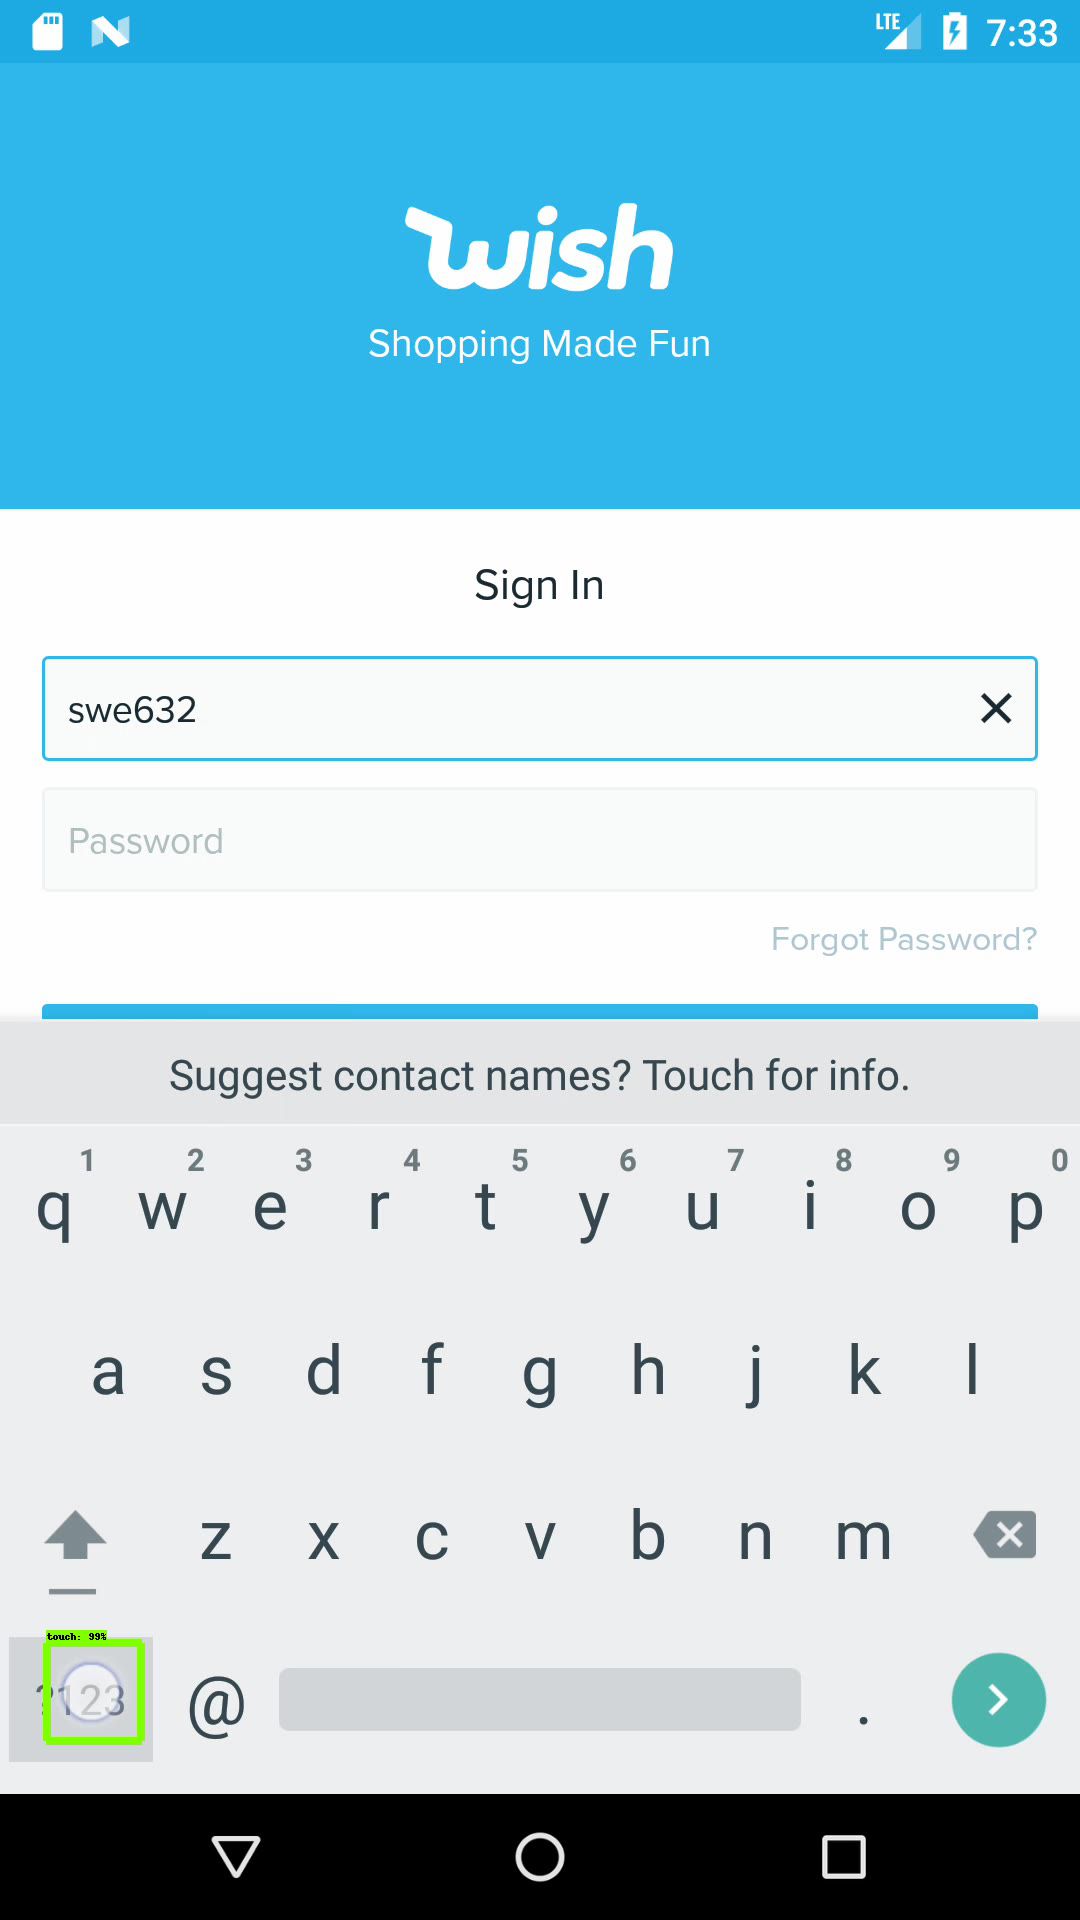 LTE 7:33
wish
Shopping Made Fun
Sign In
swe632
Password
Forgot Password?
Suggest contact names? Touch for info.
1 2 3 4 5 6 7 8 9 0
q w e r t y u i o p
a s d f g h j k l
z x c v b n m
touch: 99%
?123 @ .